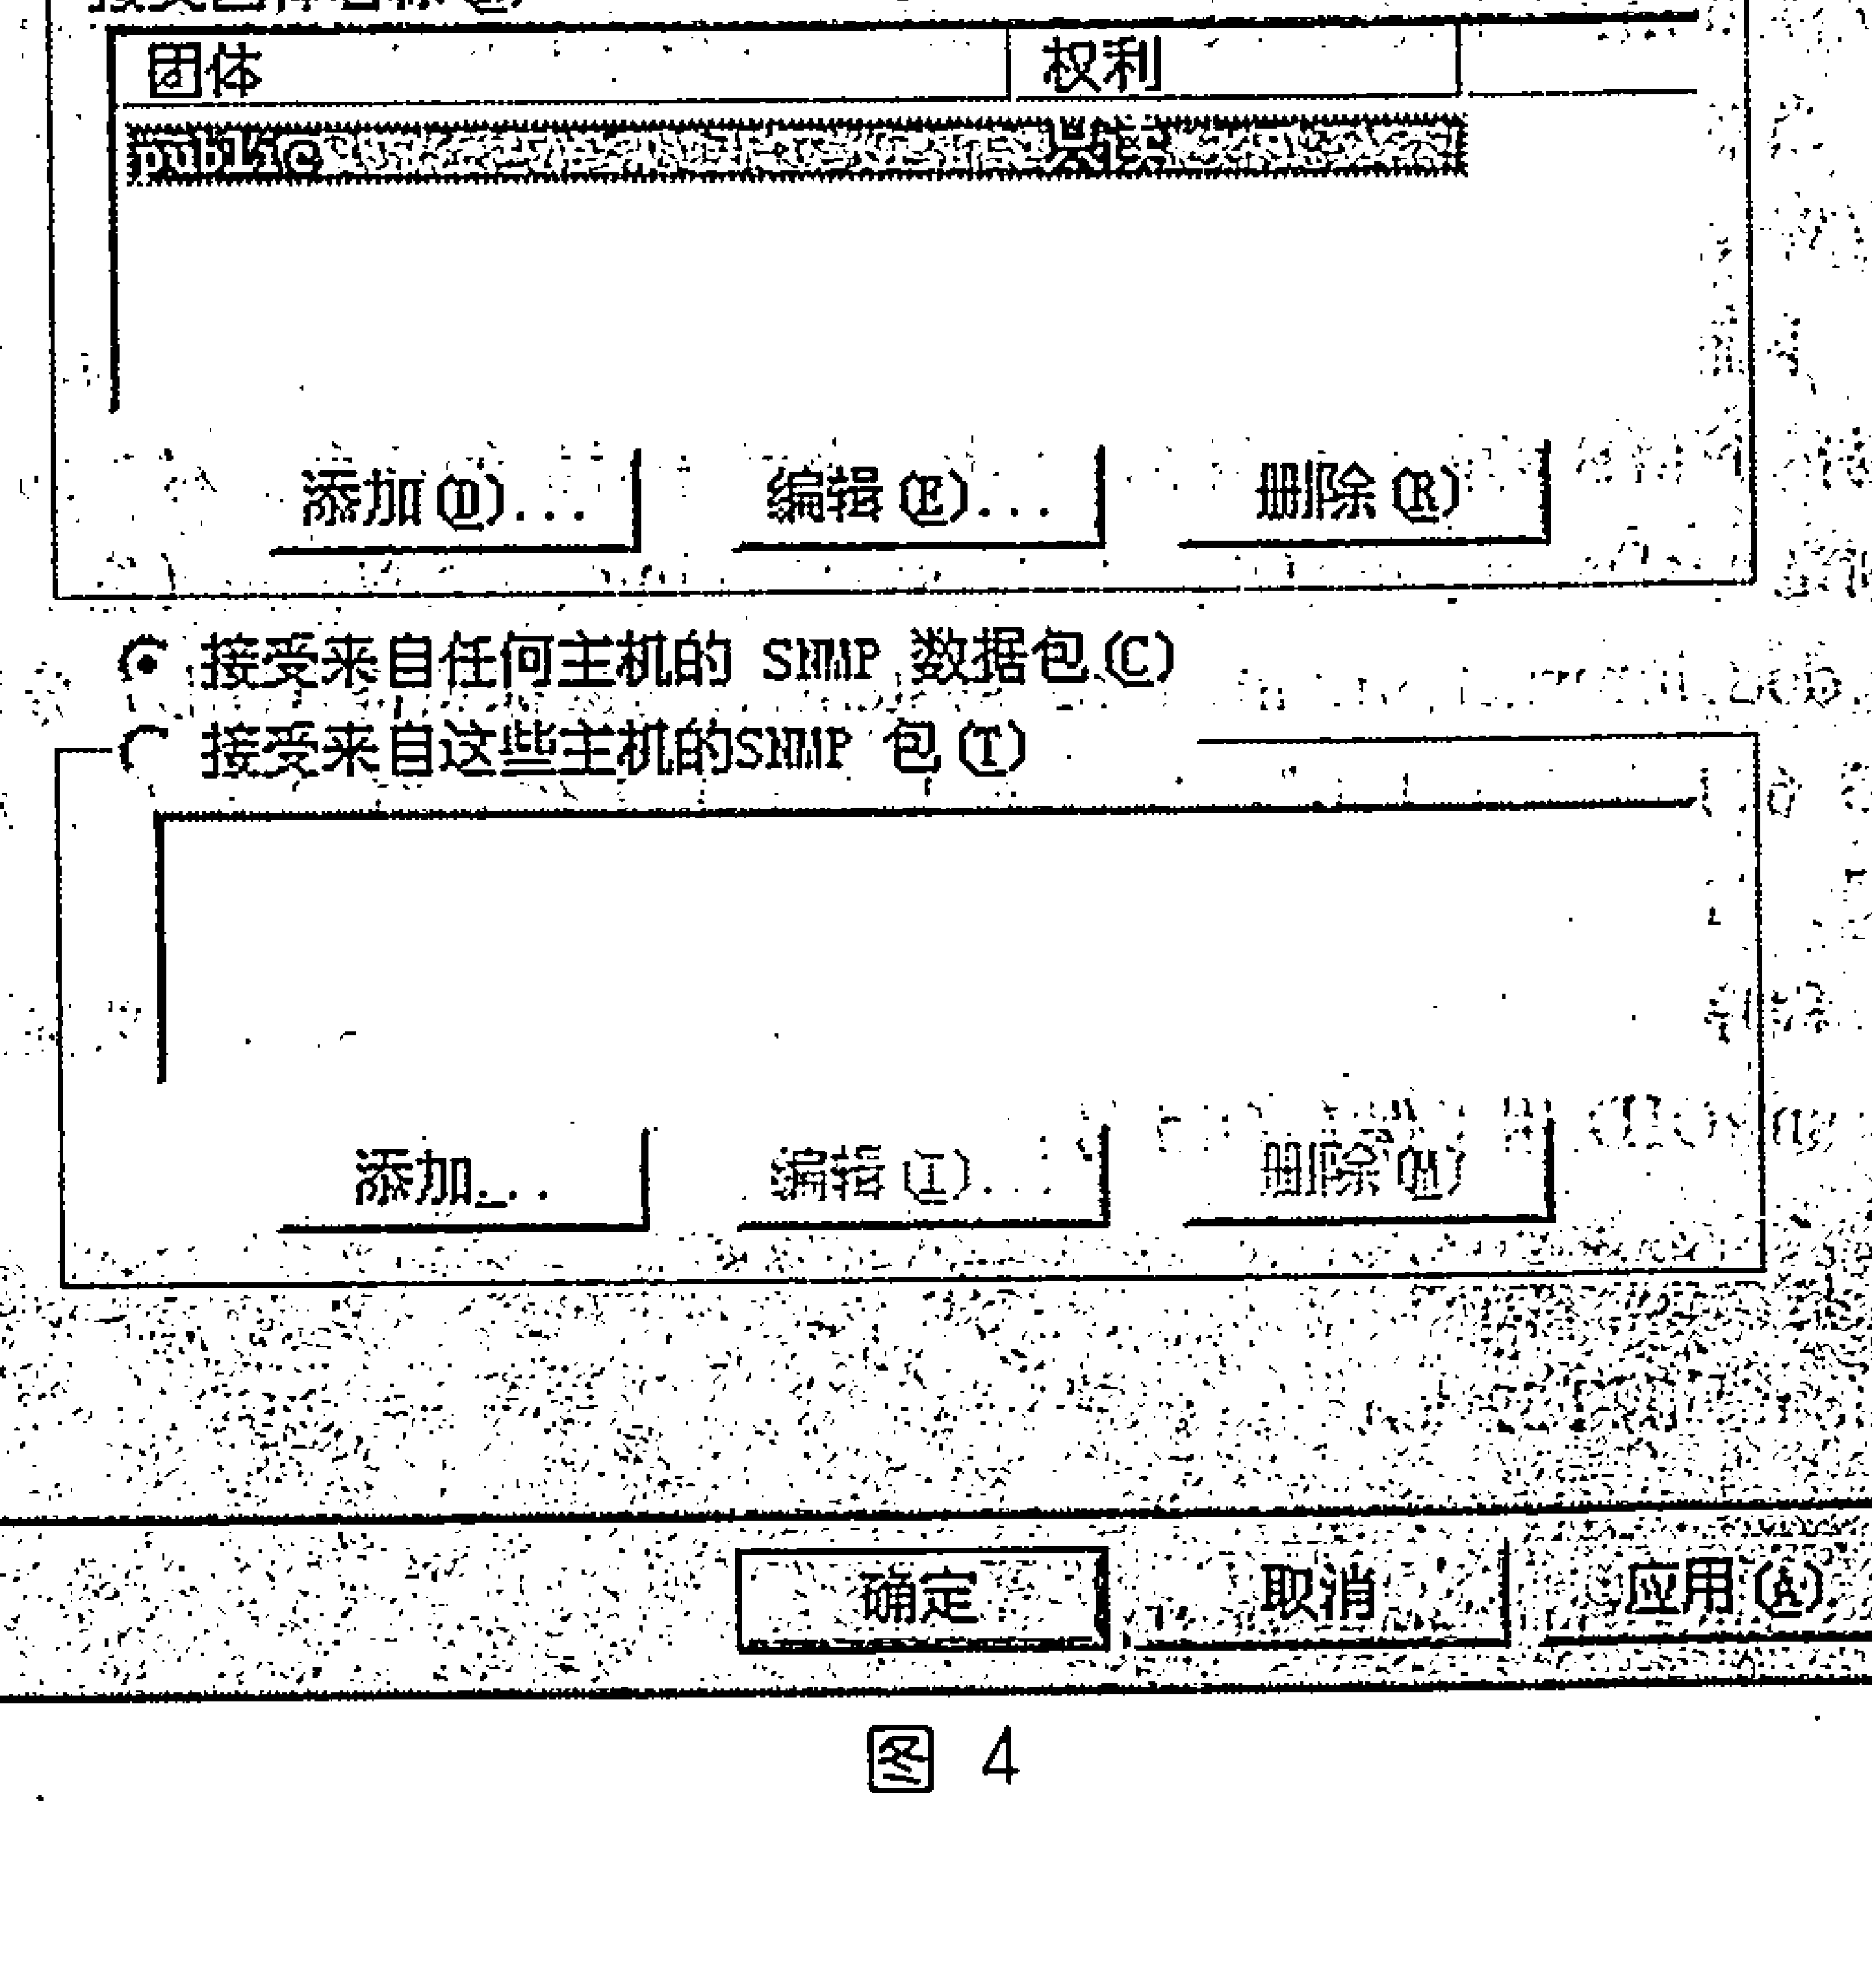 团体 权利
public 只读
添加(D)... 编辑(E)... 删除(R)
接受来自任何主机的 SNMP 数据包(C)
接受来自这些主机的SNMP 包(T)
添加... 编辑(I)... 删除(M)
确定 取消 应用(A)
图 4